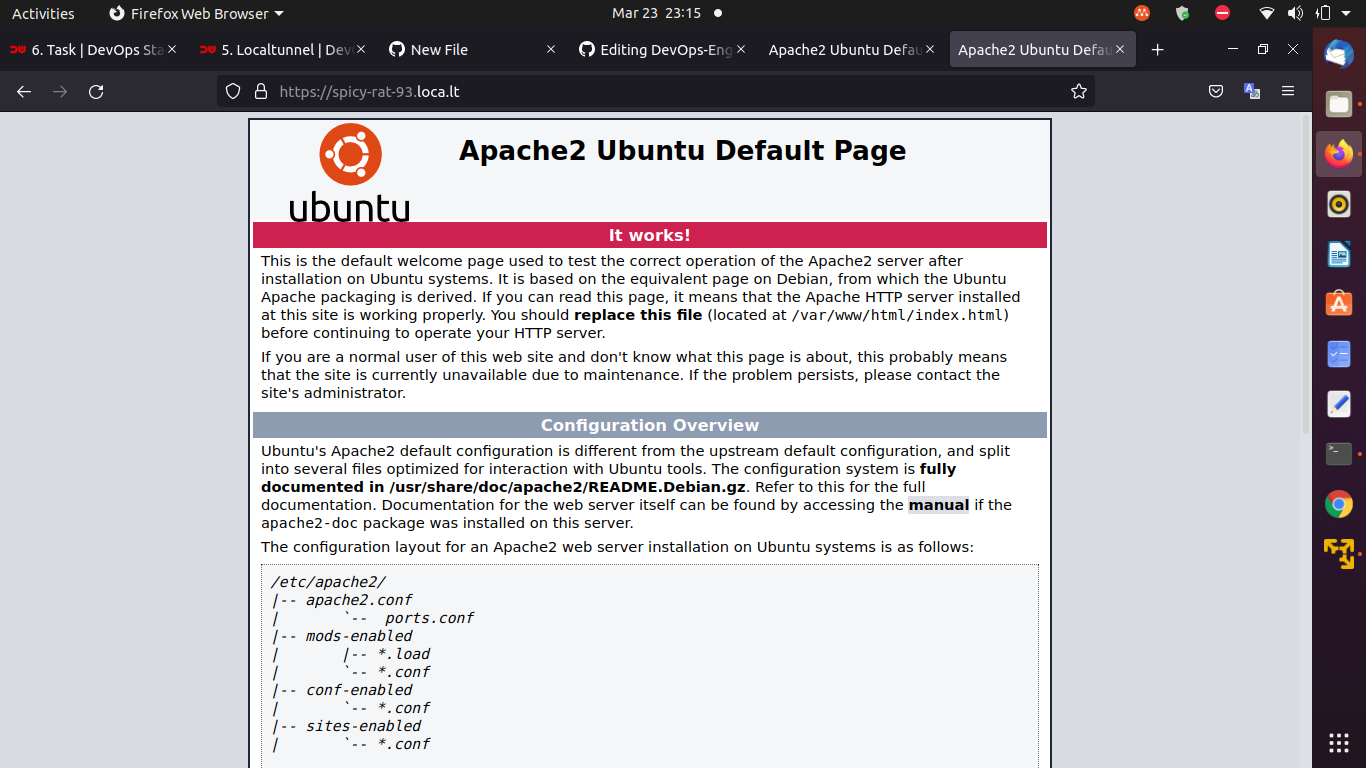 Activities
Firefox Web Browser
Mar 23 23:15
6. Task | DevOps Sta
5. Localtunnel | Dev
New File
Editing DevOps-Eng
Apache2 Ubuntu Defau
Apache2 Ubuntu Defau
https://spicy-rat-93.loca.lt
ubuntu
Apache2 Ubuntu Default Page
It works!
This is the default welcome page used to test the correct operation of the Apache2 server after
installation on Ubuntu systems. It is based on the equivalent page on Debian, from which the Ubuntu
Apache packaging is derived. If you can read this page, it means that the Apache HTTP server installed
at this site is working properly. You should replace this file (located at /var/www/html/index.html)
before continuing to operate your HTTP server.
If you are a normal user of this web site and don't know what this page is about, this probably means
that the site is currently unavailable due to maintenance. If the problem persists, please contact the
site's administrator.
Configuration Overview
Ubuntu's Apache2 default configuration is different from the upstream default configuration, and split
into several files optimized for interaction with Ubuntu tools. The configuration system is fully
documented in /usr/share/doc/apache2/README.Debian.gz. Refer to this for the full
documentation. Documentation for the web server itself can be found by accessing the manual if the
apache2-doc package was installed on this server.
The configuration layout for an Apache2 web server installation on Ubuntu systems is as follows:
/etc/apache2/
|-- apache2.conf
|       `--  ports.conf
|-- mods-enabled
|       |-- *.load
|       `-- *.conf
|-- conf-enabled
|       `-- *.conf
|-- sites-enabled
|       `-- *.conf